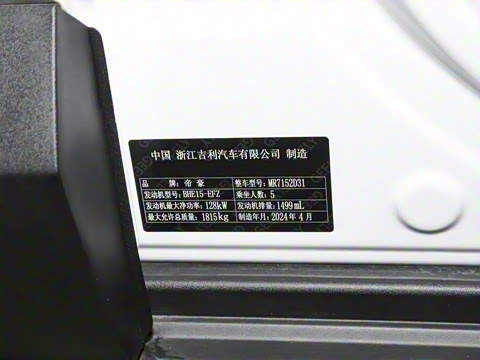 中国 浙江吉利汽车有限公司 制造
品 牌: 帝 豪 整车型号: MR7152D31
发动机型号: BHE15-EFZ 乘坐人数: 5
发动机最大净功率: 128kW 发动机排量: 1499mL
最大允许总质量: 1815kg 制造年月: 2024年4月